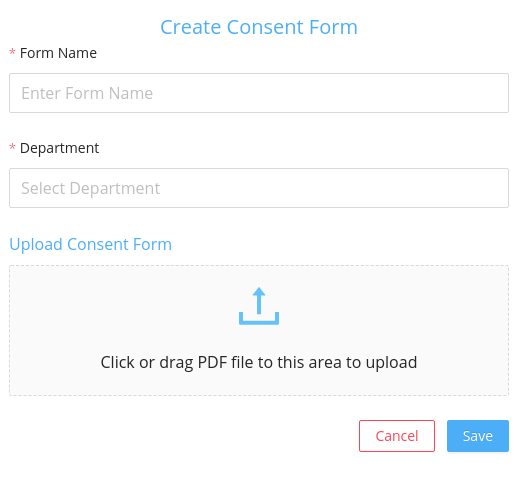 Create Consent Form
* Form Name
Enter Form Name
* Department
Select Department
Upload Consent Form
Click or drag PDF file to this area to upload
Cancel Save